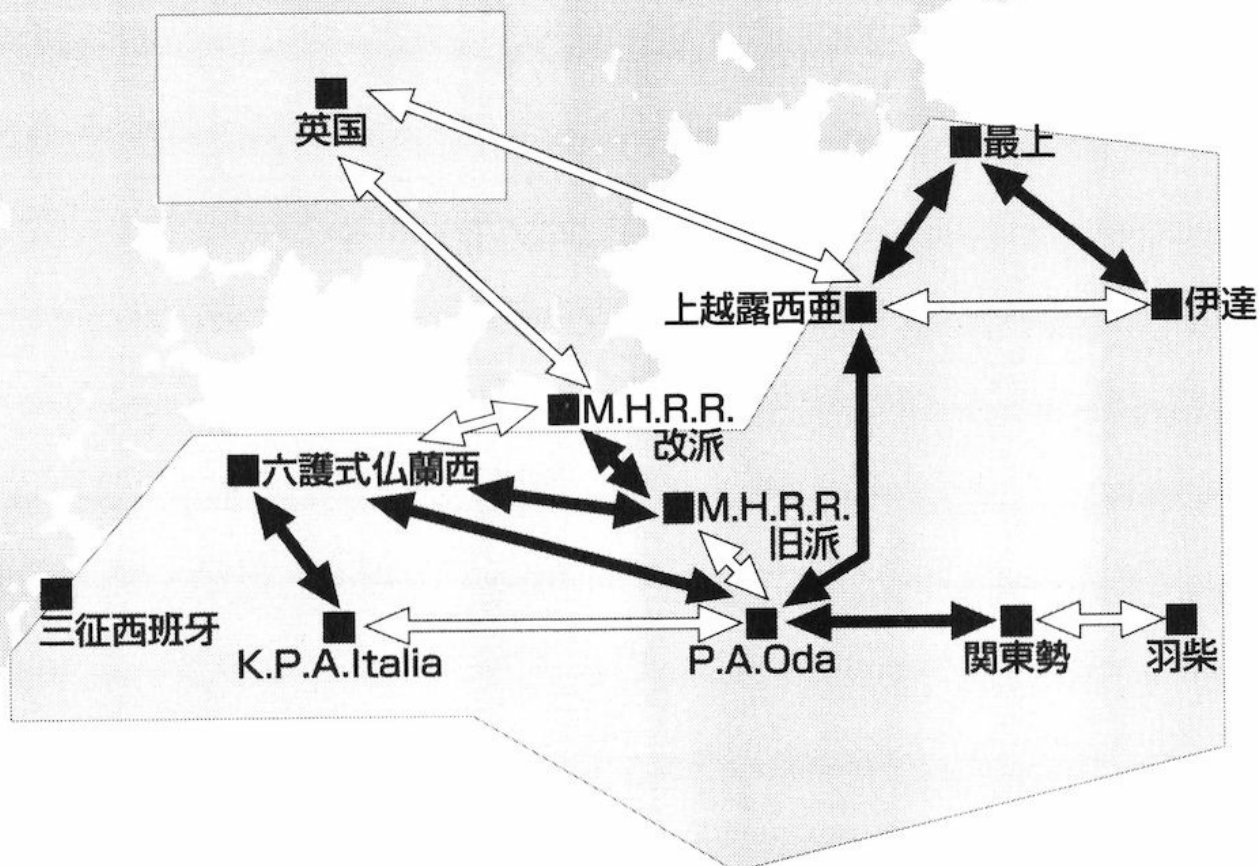 英国
最上
上越露西亜
伊達
M.H.R.R.
改派
六護式仏蘭西
M.H.R.R.
旧派
三征西班牙
K.P.A.Italia
P.A.Oda
関東勢
羽柴